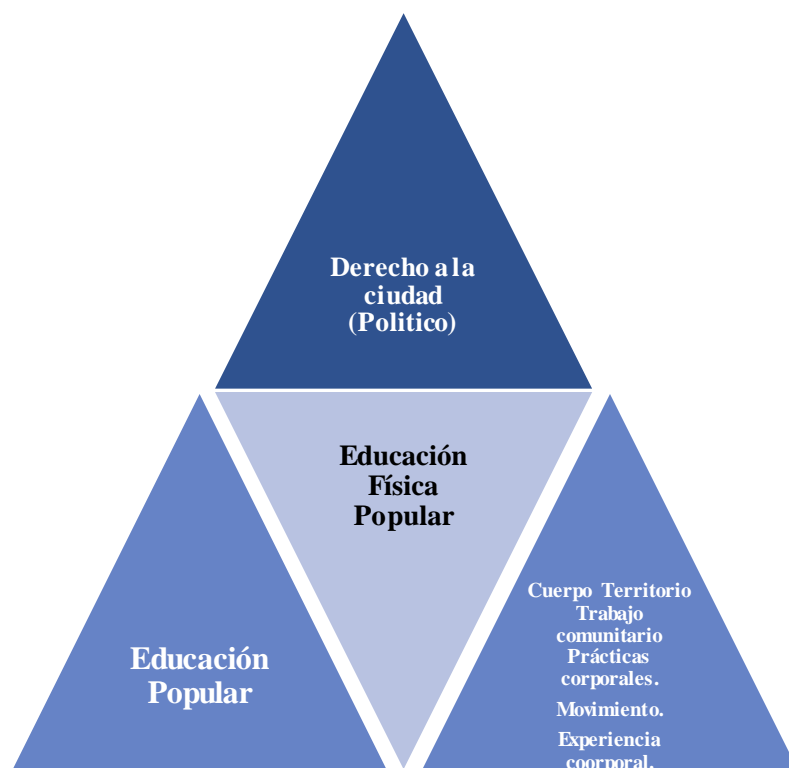 Derecho a la
ciudad
(Politico)
Educación
Física
Popular
Educación
Popular
Cuerpo Territorio
Trabajo
comunitario
Prácticas
corporales.
Movimiento.
Experiencia
coorporal.